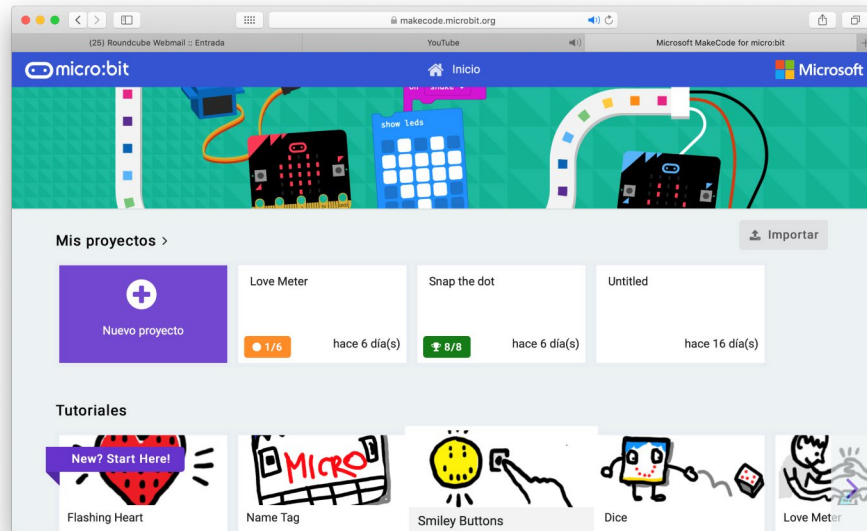 makecode.microbit.org
(25) Roundcube Webmail :: Entrada
YouTube
Microsoft MakeCode for micro:bit
micro:bit
Inicio
Microsoft
on shake
show leds
Mis proyectos >
Importar
Nuevo proyecto
Love Meter
1/6
hace 6 día(s)
Snap the dot
8/8
hace 6 día(s)
Untitled
hace 16 día(s)
Tutoriales
New? Start Here!
MICRO
Flashing Heart
Name Tag
Smiley Buttons
Dice
Love Meter